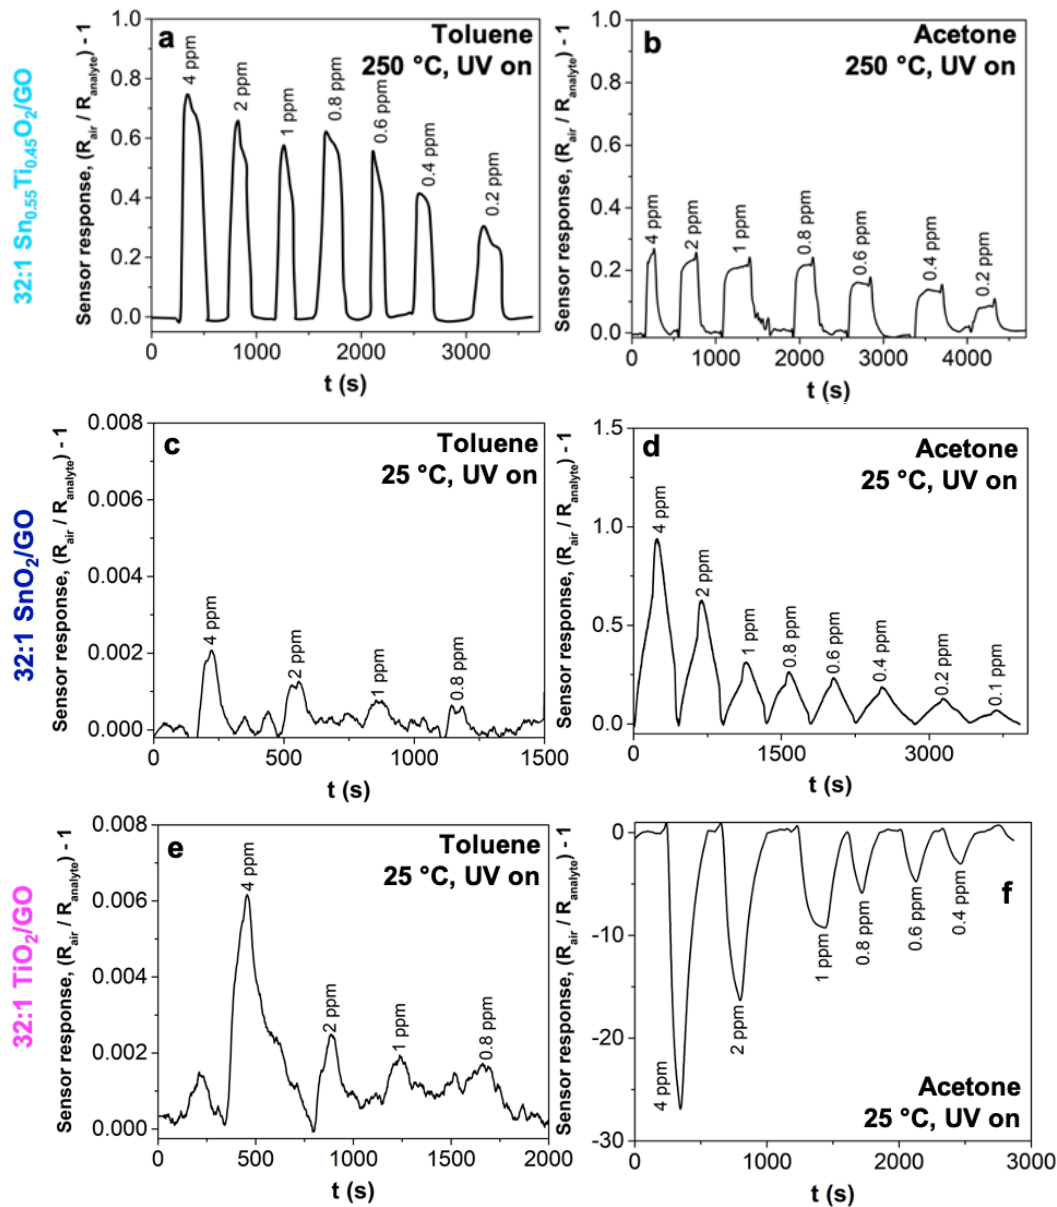 32:1 Sn0.55Ti0.45O2/GO
a
Toluene
250 °C, UV on
Sensor response, (Rair / Ranalyte) - 1
1.0
0.8
0.6
0.4
0.2
0.0
4 ppm
2 ppm
1 ppm
0.8 ppm
0.6 ppm
0.4 ppm
0.2 ppm
0
1000
2000
3000
t (s)
b
Acetone
250 °C, UV on
Sensor response, (Rair / Ranalyte) - 1
1.0
0.8
0.6
0.4
0.2
0.0
4 ppm
2 ppm
1 ppm
0.8 ppm
0.6 ppm
0.4 ppm
0.2 ppm
0
1000
2000
3000
4000
t (s)
32:1 SnO2/GO
c
Toluene
25 °C, UV on
Sensor response, (Rair / Ranalyte) - 1
0.008
0.006
0.004
0.002
0.000
4 ppm
2 ppm
1 ppm
0.8 ppm
0
500
1000
1500
t (s)
d
Acetone
25 °C, UV on
Sensor response, (Rair / Ranalyte) - 1
1.5
1.0
0.5
0.0
4 ppm
2 ppm
1 ppm
0.8 ppm
0.6 ppm
0.4 ppm
0.2 ppm
0.1 ppm
0
1500
3000
t (s)
32:1 TiO2/GO
e
Toluene
25 °C, UV on
Sensor response, (Rair / Ranalyte) - 1
0.008
0.006
0.004
0.002
0.000
4 ppm
2 ppm
1 ppm
0.8 ppm
0
500
1000
1500
2000
t (s)
f
Sensor response, (Rair / Ranalyte) - 1
0
-10
-20
-30
4 ppm
2 ppm
1 ppm
0.8 ppm
0.6 ppm
0.4 ppm
Acetone
25 °C, UV on
0
1000
2000
3000
t (s)